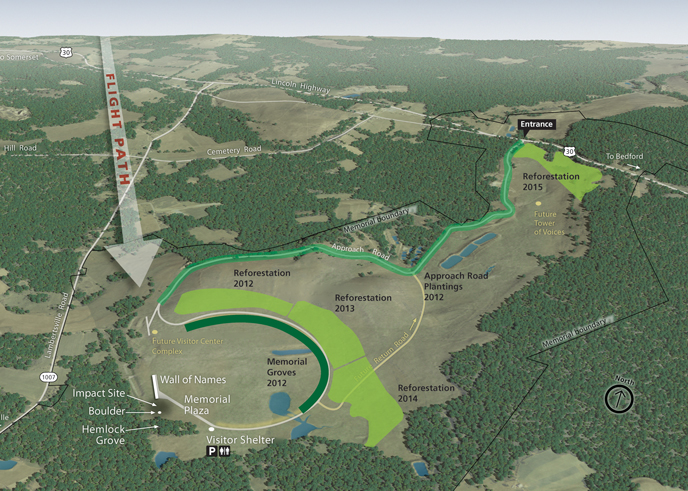 30
o Somerset
FLIGHT PATH
Lincoln Highway
Entrance
30
To Bedford
Hill Road
Cemetery Road
Reforestation
2015
Future
Tower
of Voices
Memorial Boundary
Approach Road
Reforestation
2012
Approach Road
Plantings
2012
Reforestation
2013
Lambertsville Road
Return Road
Memorial Boundary
Future Visitor Center
Complex
Memorial
Groves
2012
1007
Wall of Names
Impact Site
Memorial
Plaza
Boulder
Reforestation
2014
North
lle
Hemlock
Grove
Visitor Shelter
P